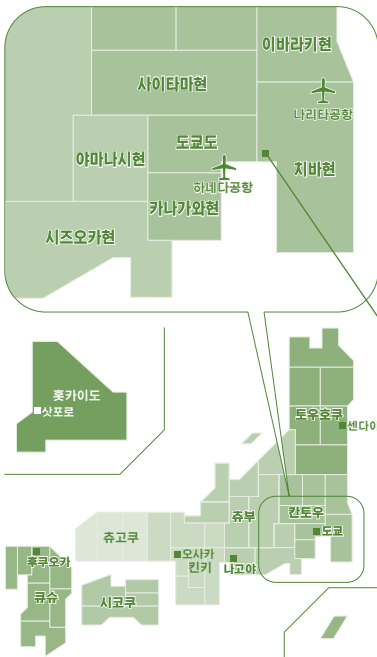 이바라키현
사이타마현
나리타공항
도쿄도
야마나시현
치바현
하네다공항
카나가와현
시즈오카현
홋카이도
삿포로
토우호쿠
센다이
칸토우
츄부
도쿄
츄고쿠
오사카
킨키
나고야
후쿠오카
큐슈
시코쿠